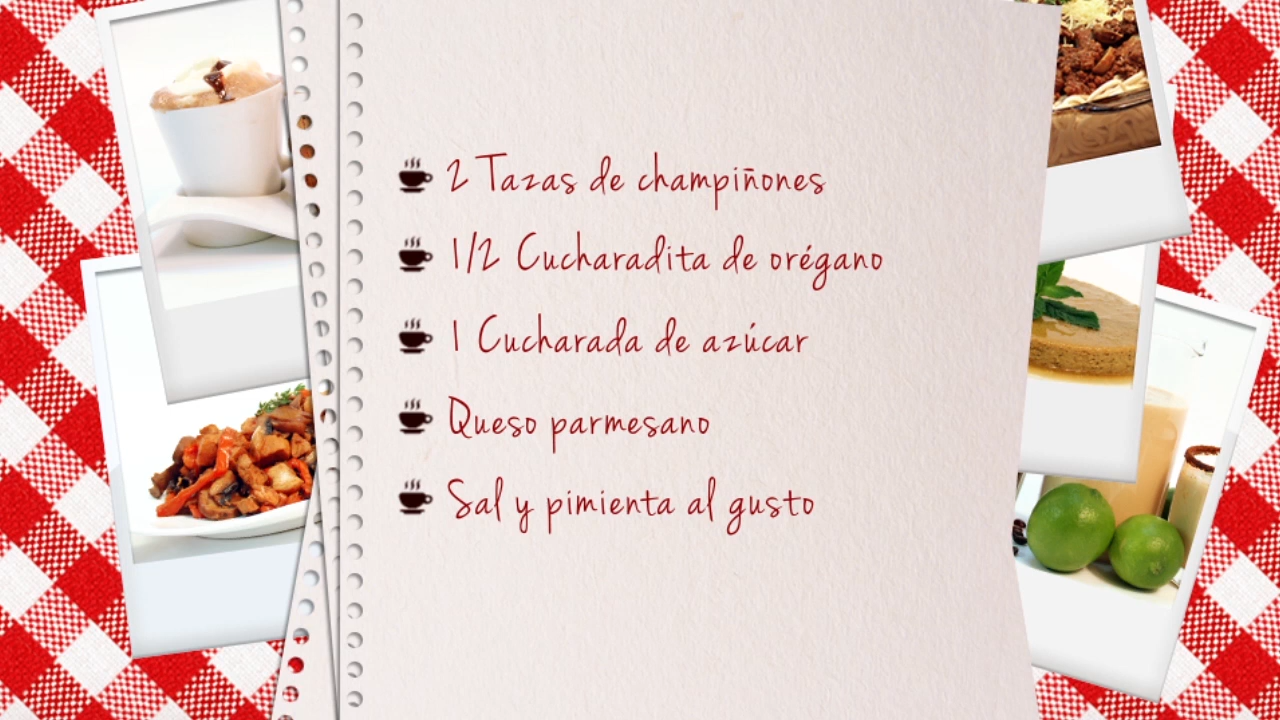 2 Tazas de champiñones
1/2 Cucharadita de orégano
1 Cucharada de azúcar
Queso parmesano
Sal y pimienta al gusto